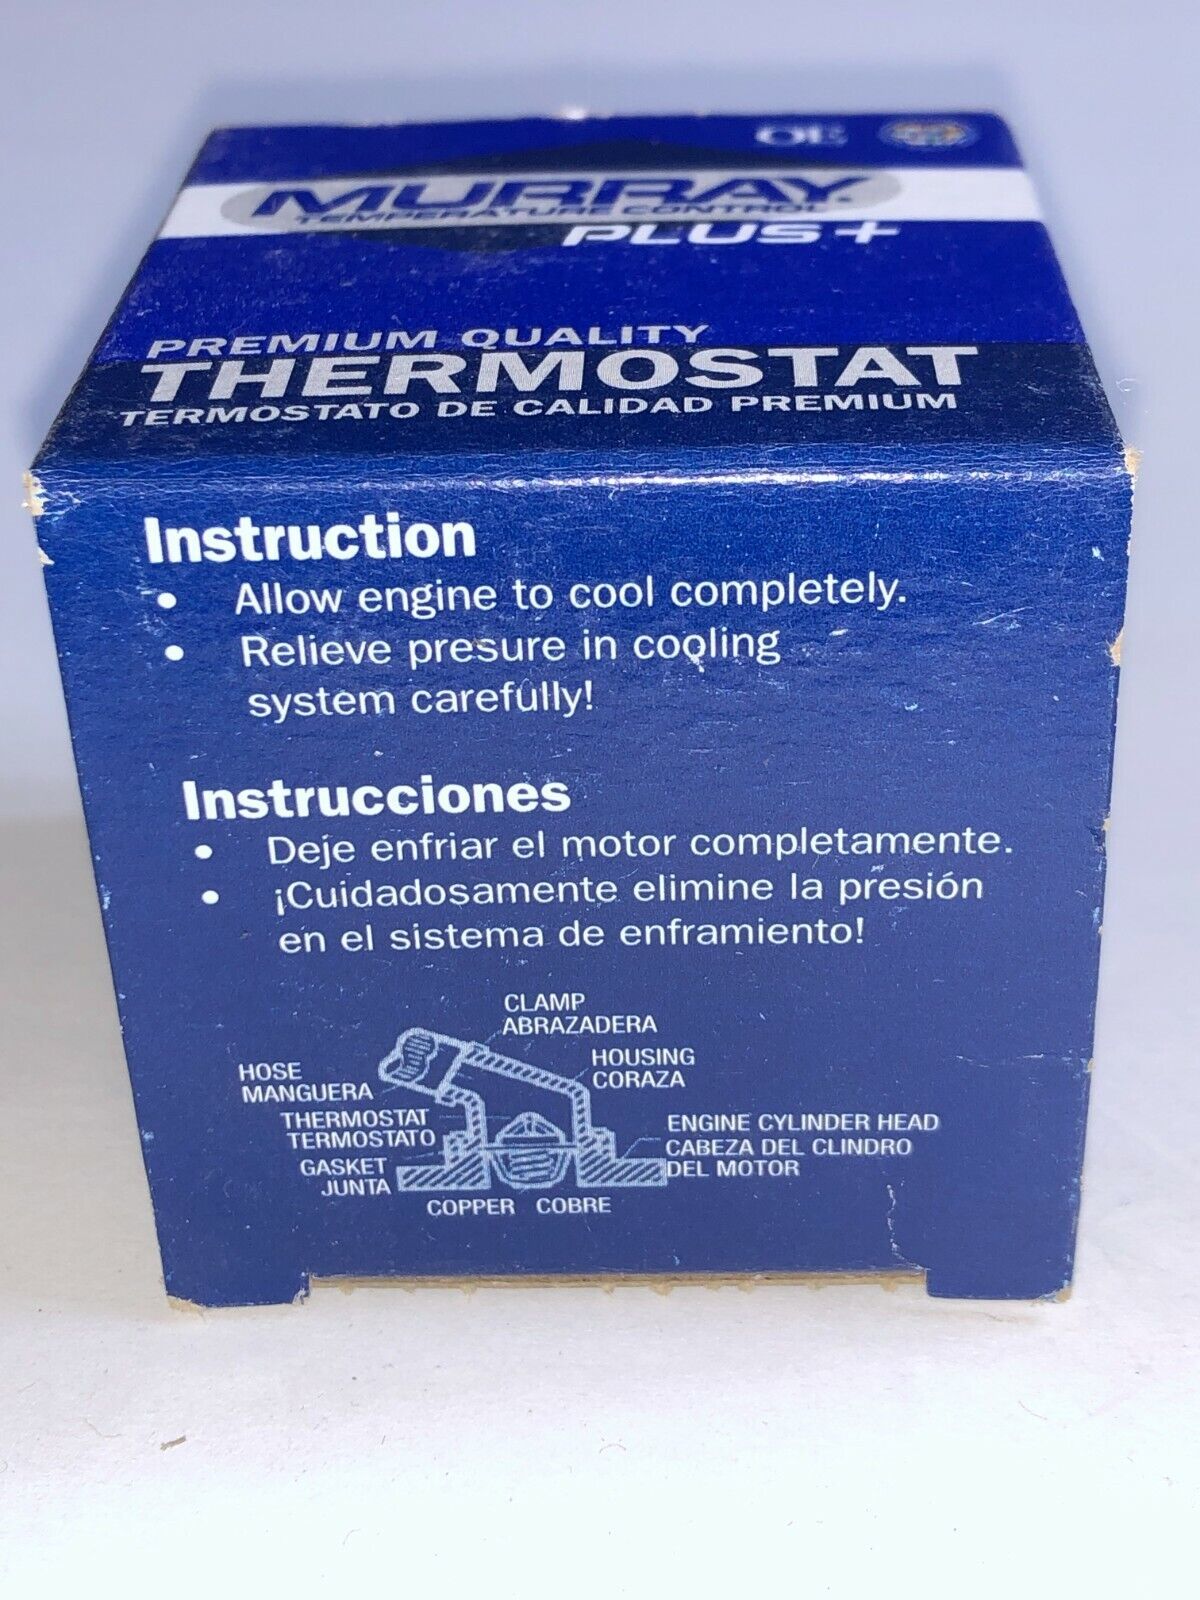 OE
MURRAY
TEMPERATURE CONTROL
PLUS+
PREMIUM QUALITY
THERMOSTAT
TERMOSTATO DE CALIDAD PREMIUM
Instruction
• Allow engine to cool completely.
• Relieve presure in cooling
system carefully!
Instrucciones
• Deje enfriar el motor completamente.
• ¡Cuidadosamente elimine la presión
en el sistema de enframiento!
CLAMP
ABRAZADERA
HOUSING
CORAZA
HOSE
MANGUERA
THERMOSTAT
TERMOSTATO
ENGINE CYLINDER HEAD
CABEZA DEL CLINDRO
DEL MOTOR
GASKET
JUNTA
COPPER COBRE